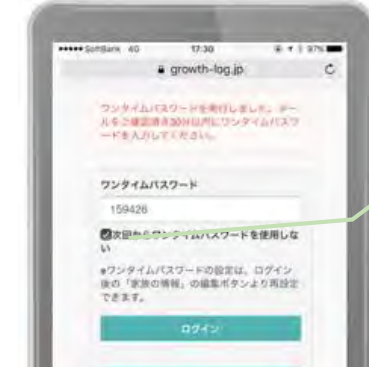 SoftBank 4G 17:30 97%
growth-log.jp
ワンタイムパスワードを発行しました。メー
ルをご確認頂き30分以内にワンタイムパスワ
ードを入力してください。
ワンタイムパスワード
159426
次回からワンタイムパスワードを使用しな
い
※ワンタイムパスワードの設定は、ログイン
後の「家族の情報」の編集ボタンより再設定
できます。
ログイン